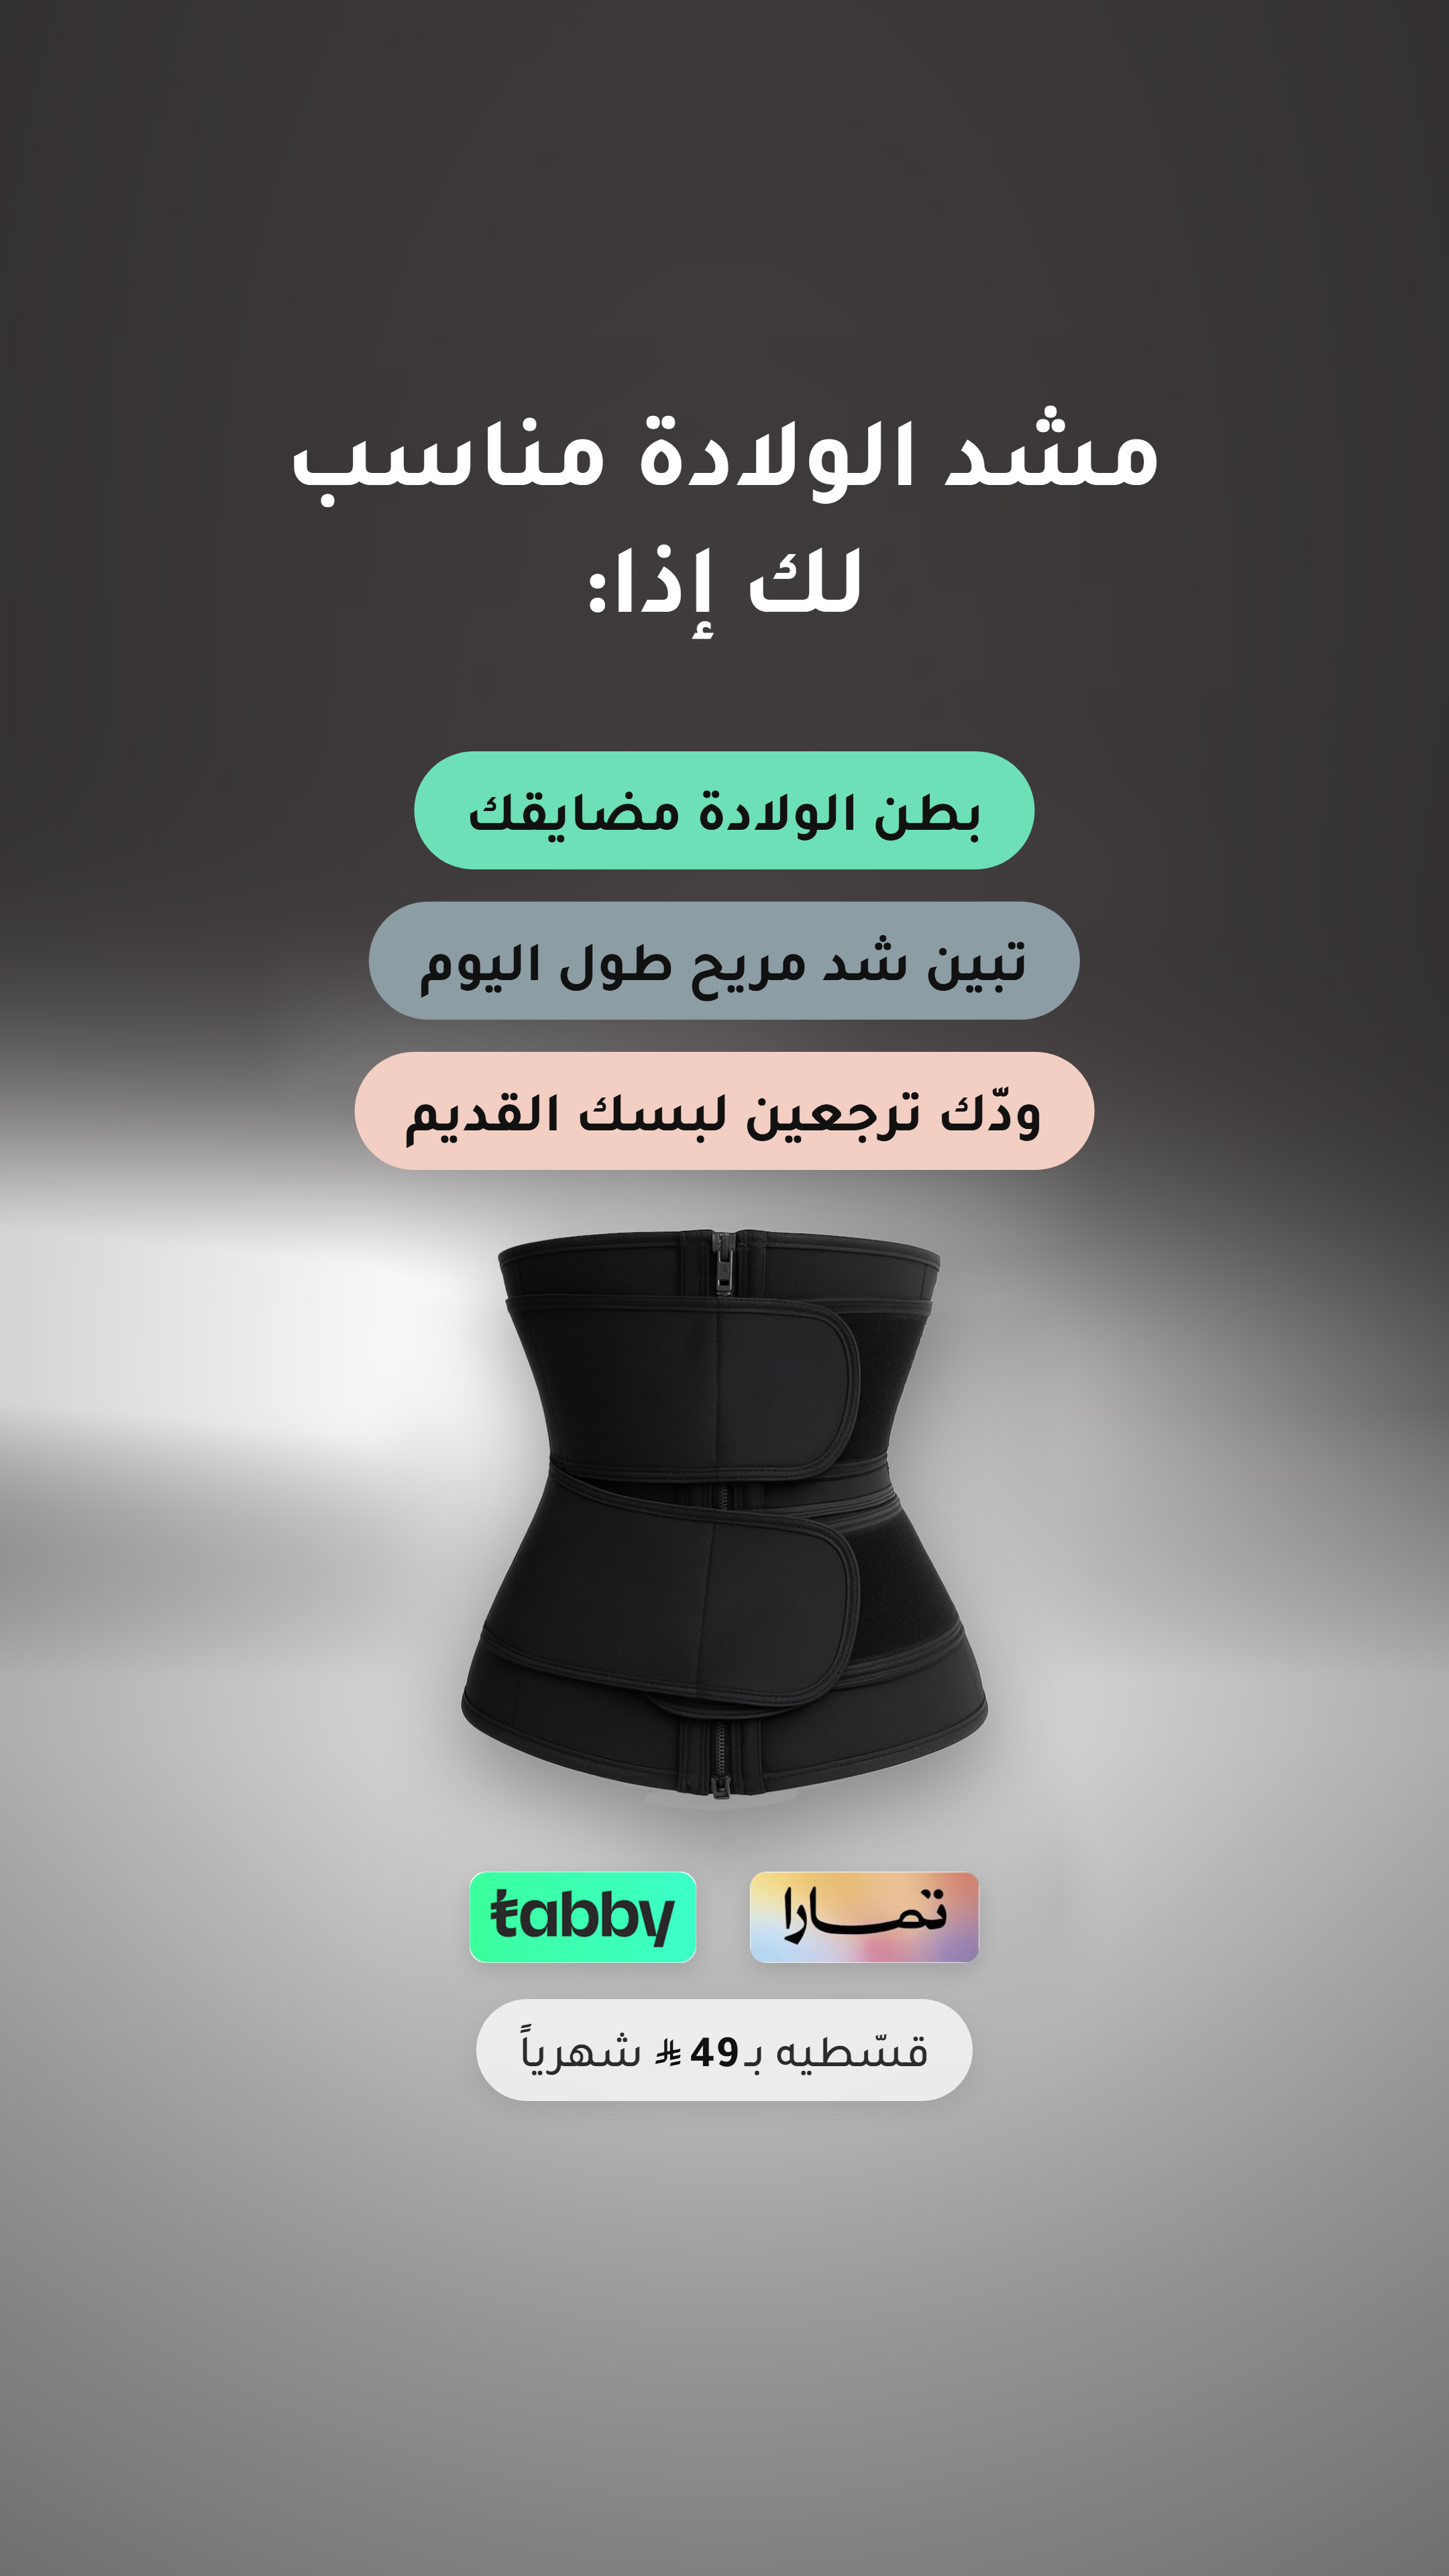 مشد الولادة مناسب
لك إذا:
بطن الولادة مضايقك
تبين شد مريح طول اليوم
ودّك ترجعين لبسك القديم
تمارا
tabby
قسّطيه بـ 49 ⃁ شهرياً